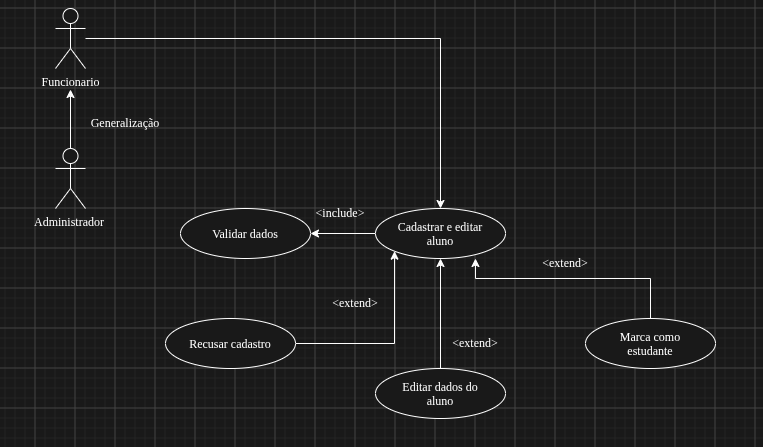 Funcionario
Generalização
Administrador
<include>
Validar dados
Cadastrar e editar
aluno
<extend>
<extend>
Recusar cadastro
<extend>
Marca como
estudante
Editar dados do
aluno